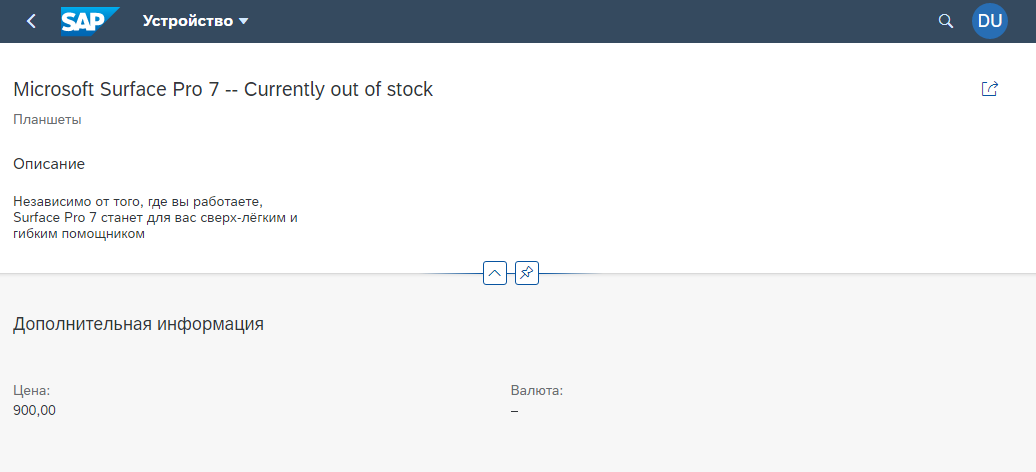 SAP Устройство DU
Microsoft Surface Pro 7 -- Currently out of stock
Планшеты
Описание
Независимо от того, где вы работаете,
Surface Pro 7 станет для вас сверх-лёгким и
гибким помощником
Дополнительная информация
Цена: Валюта:
900,00 –